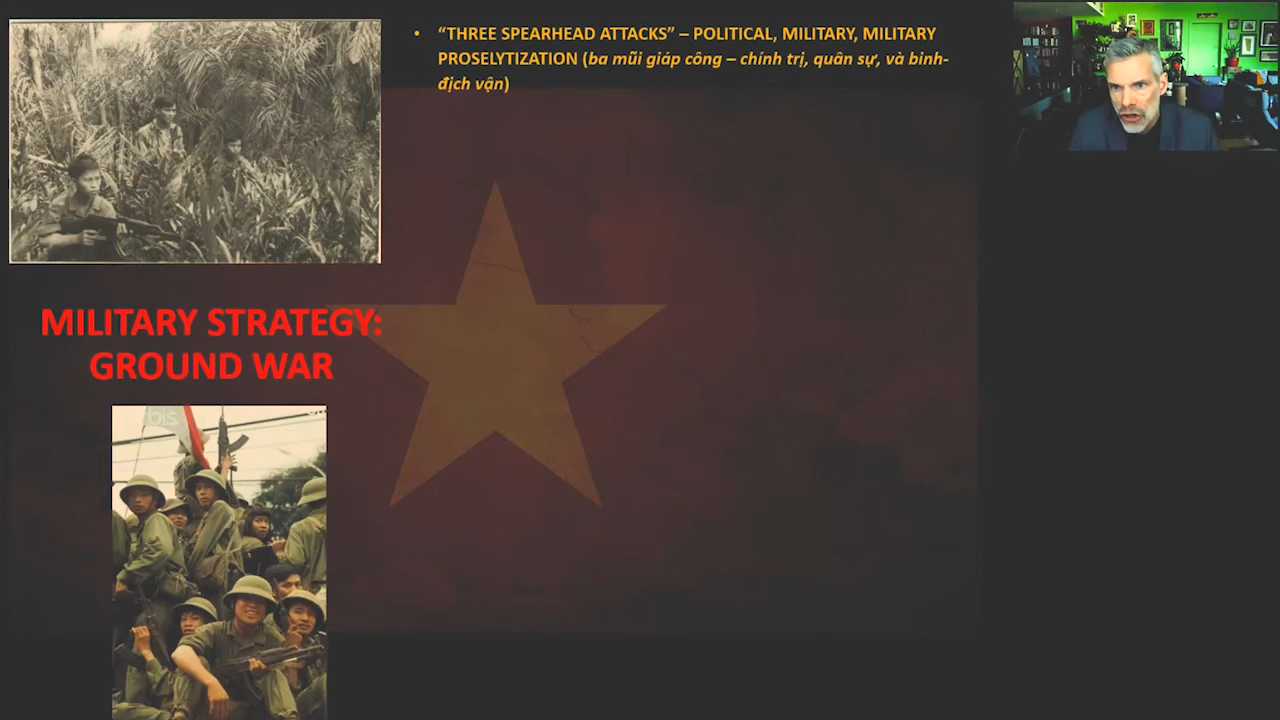 • “THREE SPEARHEAD ATTACKS” – POLITICAL, MILITARY, MILITARY
PROSELYTIZATION (ba mũi giáp công – chính trị, quân sự, và binh-
địch vận)
MILITARY STRATEGY:
GROUND WAR
bis